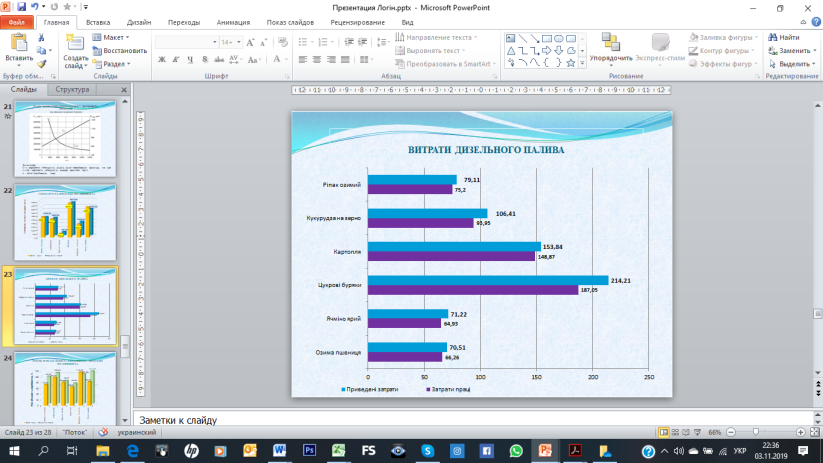 Презентация Логін.pptx - Microsoft PowerPoint
Файл Главная Вставка Дизайн Переходы Анимация Показ слайдов Рецензирование Вид
Вставить
Создать слайд
Макет
Восстановить
Раздел
Ж К Ч S abc AV Aa А
14
Направление текста
Выровнять текст
Преобразовать в SmartArt
Упорядочить
Экспресс-стили
Заливка фигуры
Контур фигуры
Эффекты фигур
Найти
Заменить
Выделить
Буфер обм... Слайды Шрифт Абзац Рисование Редактирование
Слайды Структура
21
22
23
24
ВИТРАТИ ДИЗЕЛЬНОГО ПАЛИВА
Ріпак озимий 79,11
75,2
Кукурудза на зерно 106,41
93,95
Картопля 153,84
148,87
Цукрові буряки 214,21
187,05
Ячмінь ярий 71,22
64,93
Озима пшениця 70,51
66,26
0 50 100 150 200 250
Приведені затрати Затрати праці
Заметки к слайду
Слайд 23 из 28 "Поток" украинский 66%
УКР 22:36
03.11.2019